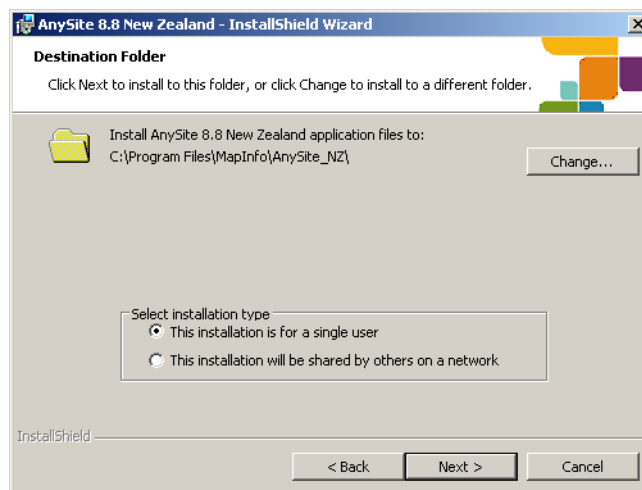 AnySite 8.8 New Zealand - InstallShield Wizard
Destination Folder
Click Next to install to this folder, or click Change to install to a different folder.
Install AnySite 8.8 New Zealand application files to:
C:\Program Files\MapInfo\AnySite_NZ\
Change...
Select installation type
This installation is for a single user
This installation will be shared by others on a network
InstallShield
< Back
Next >
Cancel